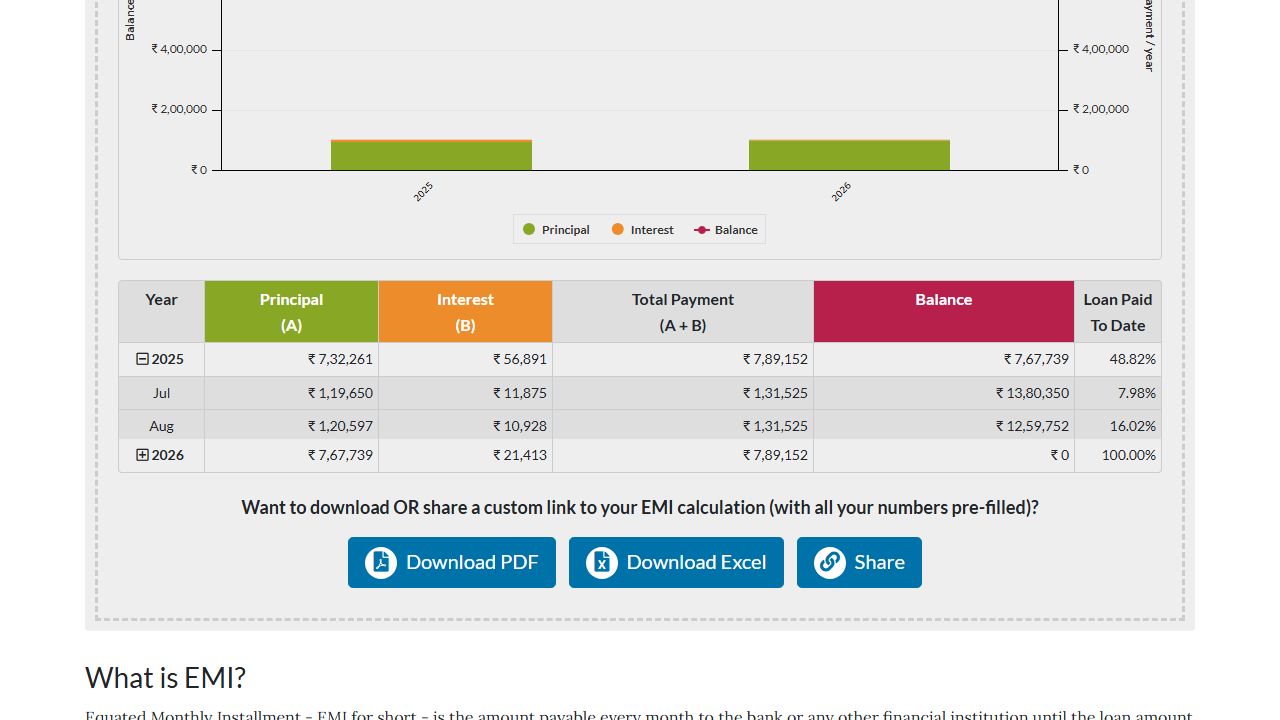 Balance
ayment / year
₹ 4,00,000
₹ 4,00,000
₹ 2,00,000
₹ 2,00,000
₹ 0
₹ 0
2025
2026
Principal Interest Balance
Year Principal Interest Total Payment Balance Loan Paid
(A) (B) (A + B) To Date
2025 ₹ 7,32,261 ₹ 56,891 ₹ 7,89,152 ₹ 7,67,739 48.82%
Jul ₹ 1,19,650 ₹ 11,875 ₹ 1,31,525 ₹ 13,80,350 7.98%
Aug ₹ 1,20,597 ₹ 10,928 ₹ 1,31,525 ₹ 12,59,752 16.02%
2026 ₹ 7,67,739 ₹ 21,413 ₹ 7,89,152 ₹ 0 100.00%
Want to download OR share a custom link to your EMI calculation (with all your numbers pre-filled)?
Download PDF Download Excel Share
What is EMI?
Equated Monthly Installment - EMI for short - is the amount payable every month to the bank or any other financial institution until the loan amount